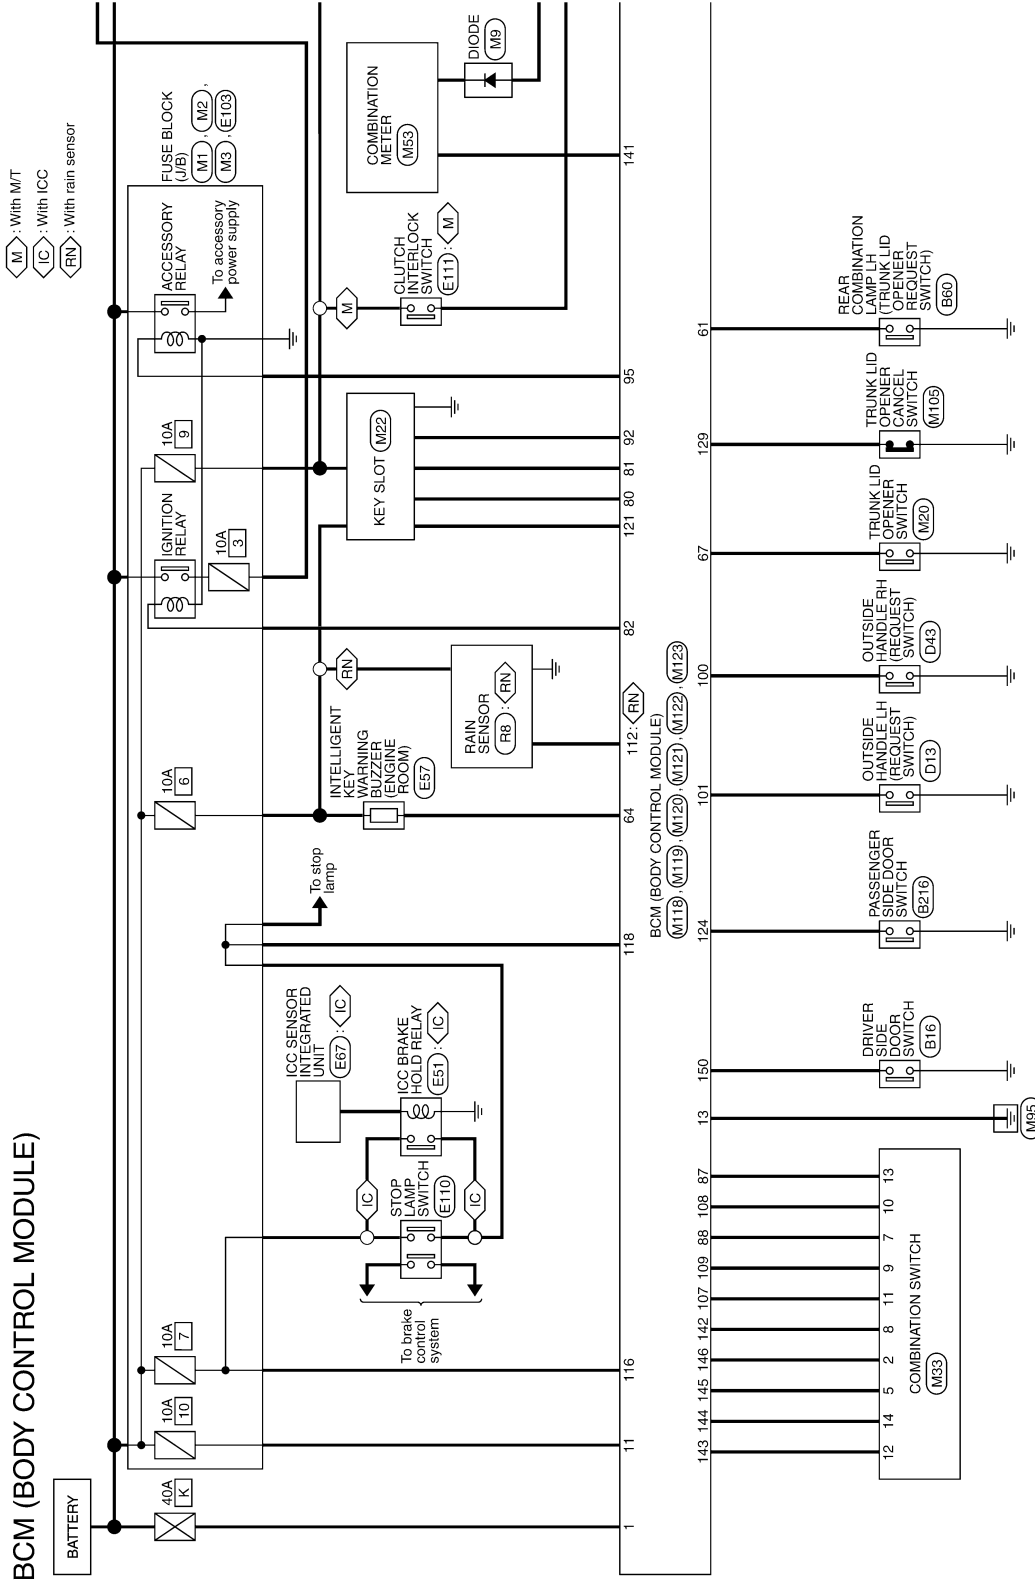 BCM (BODY CONTROL MODULE)
M : With M/T
IC : With ICC
RN : With rain sensor
BATTERY
40A
K
10A
10
10A
7
10A
6
IGNITION
RELAY
10A
3
10A
9
ACCESSORY
RELAY
To accessory
power supply
FUSE BLOCK
(J/B)
M1 , M2 ,
M3 , E103
To brake
control
system
STOP
LAMP
SWITCH
E110
IC
IC
ICC SENSOR
INTEGRATED
UNIT
E67 : IC
ICC BRAKE
HOLD RELAY
E51 : IC
To stop
lamp
INTELLIGENT
KEY
WARNING
BUZZER
(ENGINE
ROOM)
E57
RN
RAIN
SENSOR
R8 : RN
KEY SLOT M22
M
CLUTCH
INTERLOCK
SWITCH
E111 : M
COMBINATION
METER
M53
DIODE
M9
1
11
116
118
64
112 : RN
82
121
80
81
92
95
141
BCM (BODY CONTROL MODULE)
M118 , M119 , M120 , M121 , M122 , M123
143
144
145
146
142
107
109
88
108
87
13
150
124
101
100
67
129
61
12
14
5
2
8
11
9
7
10
13
COMBINATION SWITCH
M33
M95
DRIVER
SIDE
DOOR
SWITCH
B16
PASSENGER
SIDE DOOR
SWITCH
B216
OUTSIDE
HANDLE LH
(REQUEST
SWITCH)
D13
OUTSIDE
HANDLE RH
(REQUEST
SWITCH)
D43
TRUNK LID
OPENER
SWITCH
M20
TRUNK LID
OPENER
CANCEL
SWITCH
M105
REAR
COMBINATION
LAMP LH
(TRUNK LID
OPENER
REQUEST
SWITCH)
B60